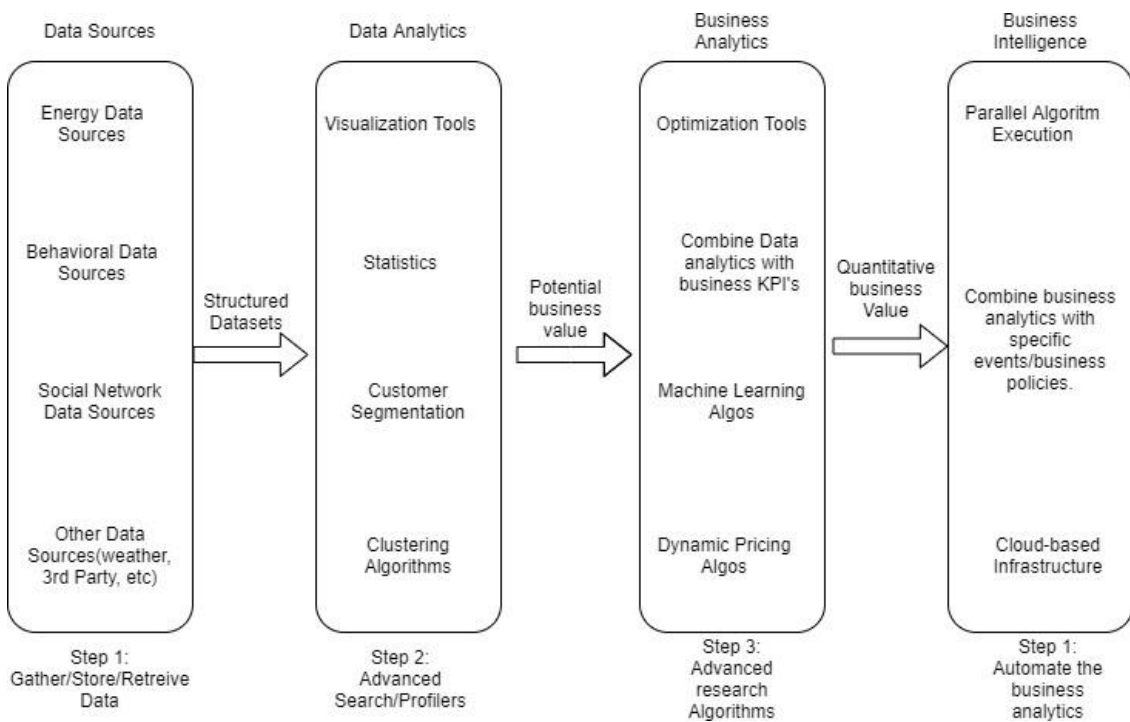 Data Sources
Energy Data
Sources
Behavioral Data
Sources
Social Network
Data Sources
Other Data
Sources(weather,
3rd Party, etc)
Step 1:
Gather/Store/Retreive
Data
Structured
Datasets
Data Analytics
Visualization Tools
Statistics
Customer
Segmentation
Clustering
Algorithms
Step 2:
Advanced
Search/Profilers
Potential
business
value
Business
Analytics
Optimization Tools
Combine Data
analytics with
business KPI's
Machine Learning
Algos
Dynamic Pricing
Algos
Step 3:
Advanced
research
Algorithms
Quantitative
business
Value
Business
Intelligence
Parallel Algoritm
Execution
Combine business
analytics with
specific
events/business
policies.
Cloud-based
Infrastructure
Step 1:
Automate the
business
analytics